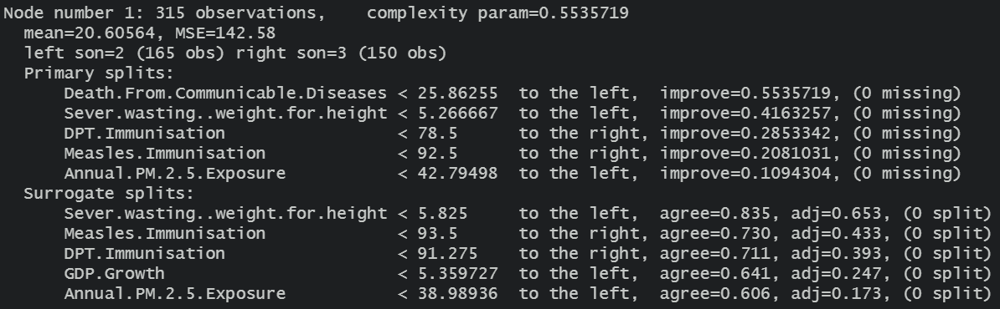 Node number 1: 315 observations,    complexity param=0.5535719
  mean=20.60564, MSE=142.58
  left son=2 (165 obs) right son=3 (150 obs)
  Primary splits:
      Death.From.Communicable.Diseases < 25.86255  to the left,  improve=0.5535719, (0 missing)
      Sever.wasting..weight.for.height < 5.266667  to the left,  improve=0.4163257, (0 missing)
      DPT.Immunisation                 < 78.5      to the right, improve=0.2853342, (0 missing)
      Measles.Immunisation             < 92.5      to the right, improve=0.2081031, (0 missing)
      Annual.PM.2.5.Exposure           < 42.79498  to the left,  improve=0.1094304, (0 missing)
  Surrogate splits:
      Sever.wasting..weight.for.height < 5.825     to the left,  agree=0.835, adj=0.653, (0 split)
      Measles.Immunisation             < 93.5      to the right, agree=0.730, adj=0.433, (0 split)
      DPT.Immunisation                 < 91.275    to the right, agree=0.711, adj=0.393, (0 split)
      GDP.Growth                       < 5.359727  to the left,  agree=0.641, adj=0.247, (0 split)
      Annual.PM.2.5.Exposure           < 38.98936  to the left,  agree=0.606, adj=0.173, (0 split)